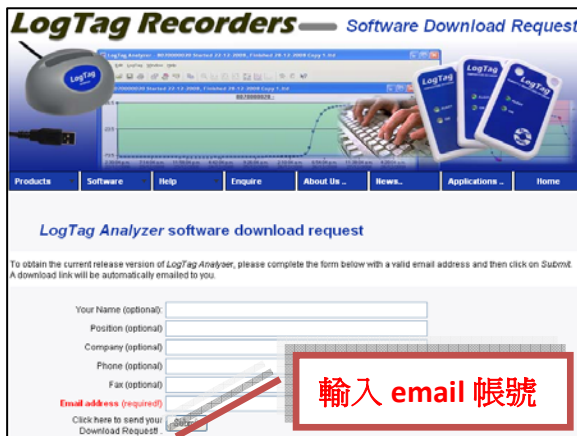 LogTag Recorders
Software Download Request
Products Software Help Enquire About Us .. News.. Applications .. Home
LogTag Analyzer software download request
To obtain the current release version of LogTag Analyzer, please complete the form below with a valid email address and then click on Submit.
A download link will be automatically emailed to you.
Your Name (optional):
Position (optional)
Company (optional)
Phone (optional)
Fax (optional)
Email address (required!)
Click here to send your
Download Request! ..
輸入 email 帳號